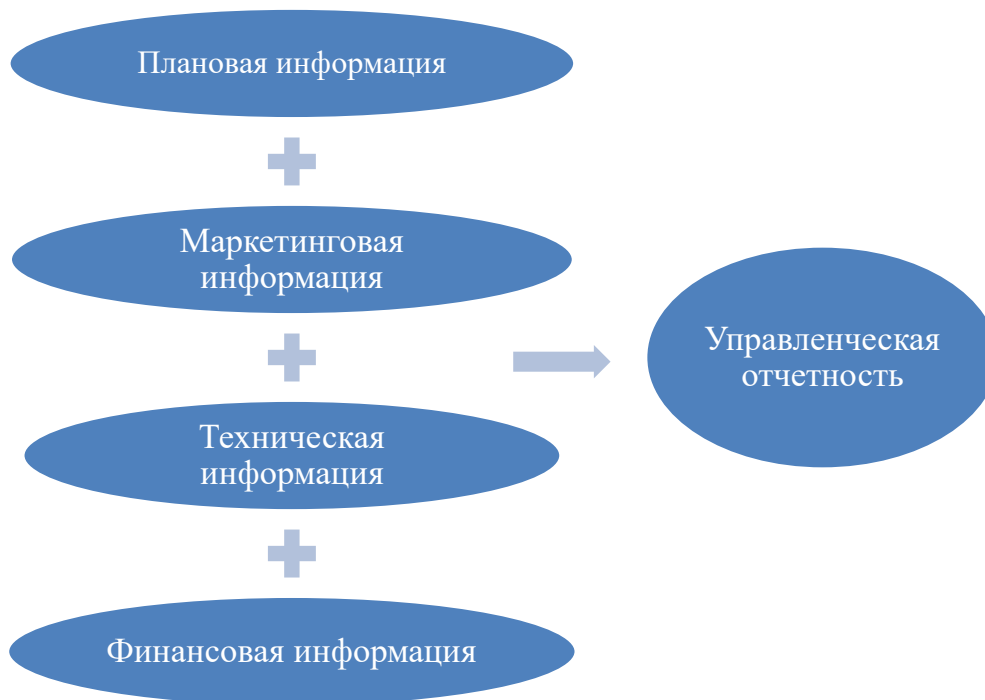 Плановая информация
Маркетинговая
информация
Техническая
информация
Финансовая информация
Управленческая
отчетность